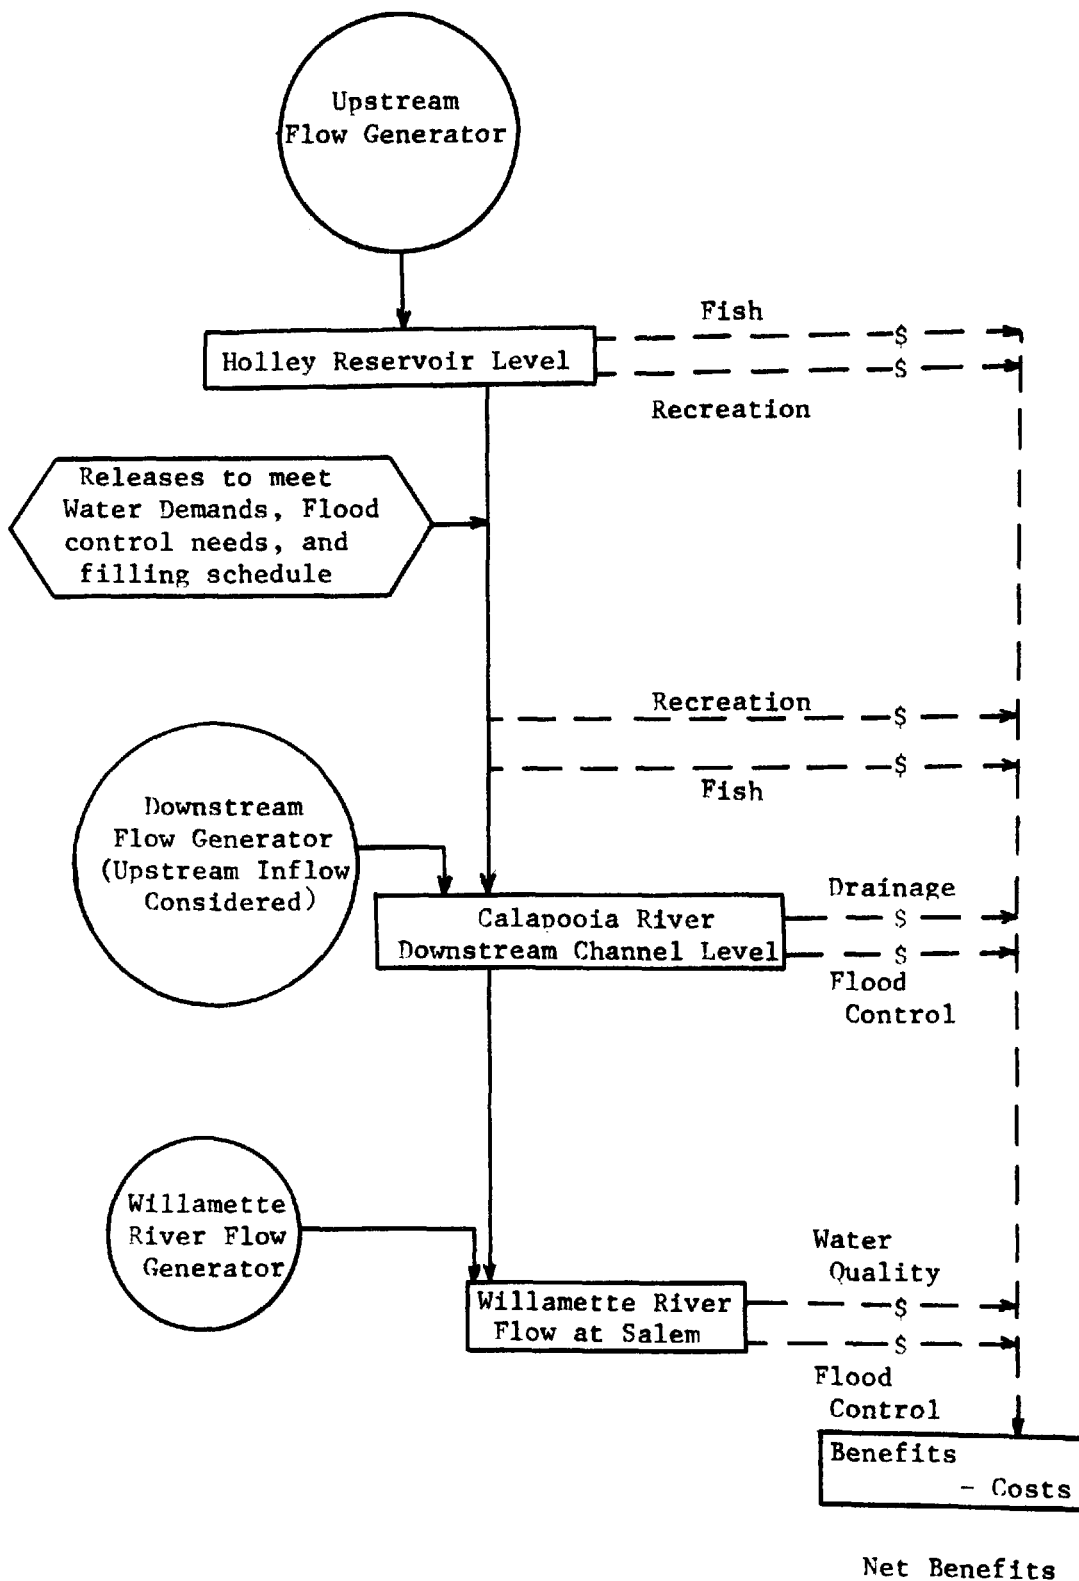 Upstream
Flow Generator
Fish
$
Holley Reservoir Level
$
Recreation
Releases to meet
Water Demands, Flood
control needs, and
filling schedule
Recreation
$
$
Fish
Downstream
Flow Generator
(Upstream Inflow
Considered)
Drainage
$
Calapooia River
Downstream Channel Level
$
Flood
Control
Willamette
River Flow
Generator
Water
Quality
$
Willamette River
Flow at Salem
$
Flood
Control
Benefits
- Costs
Net Benefits